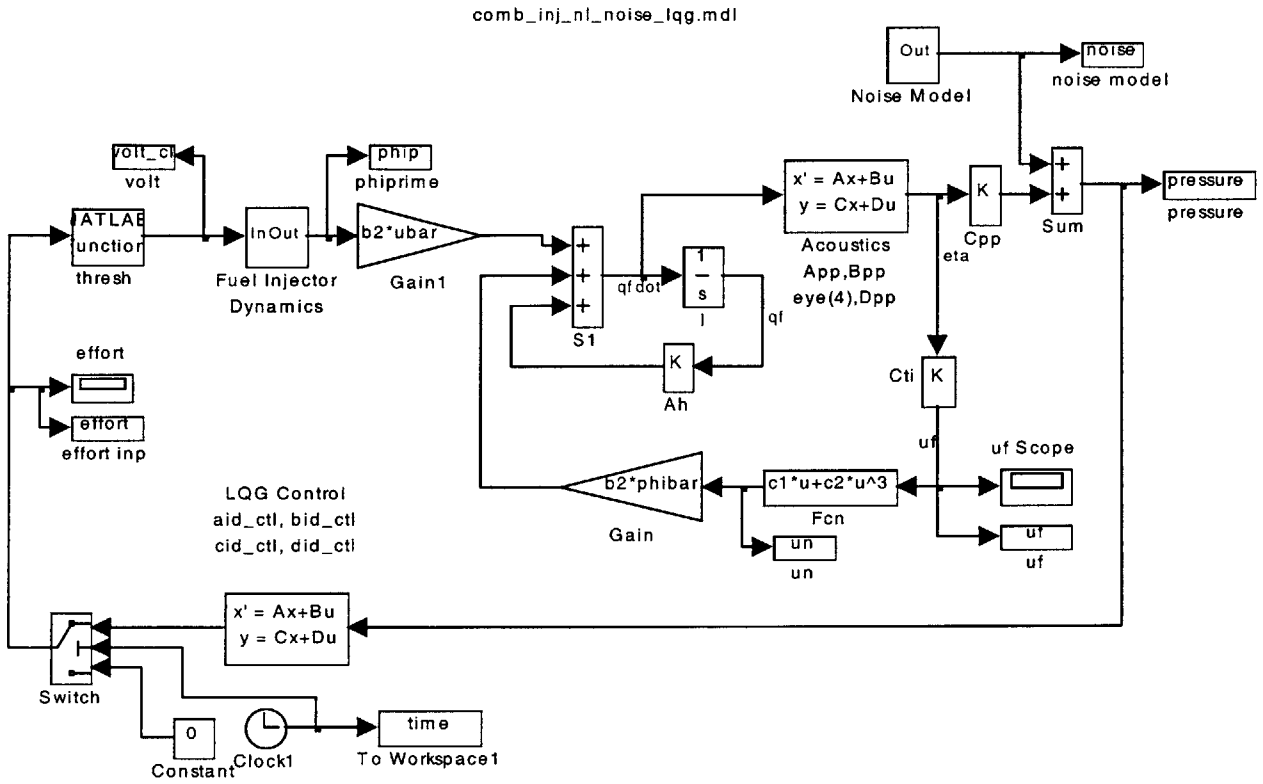 comb_inj_nl_noise_lqg.mdl
Out
Noise Model
noise
noise model
volt_cl
volt
phip
phiprime
x' = Ax+Bu
y = Cx+Du
Acoustics
App,Bpp
eye(4),Dpp
K
Cpp
+
+
Sum
pressure
pressure
eta
ATLAB
unction
thresh
InOut
Fuel Injector
Dynamics
b2*ubar
Gain1
+
+
+
S1
qfdot
1
s
I
qf
K
Ah
K
Cti
uf
effort
effort
effort inp
b2*phibar
Gain
c1*u+c2*u^3
Fcn
uf Scope
uf
uf
un
un
LQG Control
aid_ctl, bid_ctl
cid_ctl, did_ctl
x' = Ax+Bu
y = Cx+Du
Switch
0
Constant
Clock1
time
To Workspace1